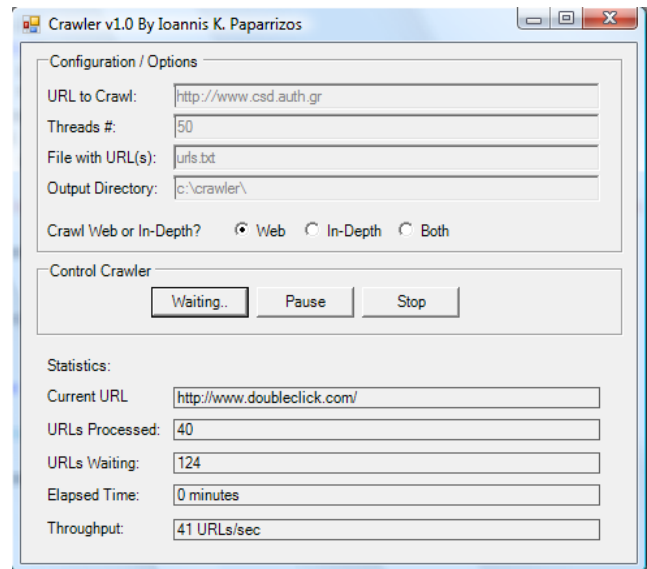 Crawler v1.0 By Ioannis K. Paparrizos
Configuration / Options
URL to Crawl: http://www.csd.auth.gr
Threads #: 50
File with URL(s): urls.txt
Output Directory: c:\crawler\
Crawl Web or In-Depth? Web In-Depth Both
Control Crawler
Waiting.. Pause Stop
Statistics:
Current URL http://www.doubleclick.com/
URLs Processed: 40
URLs Waiting: 124
Elapsed Time: 0 minutes
Throughput: 41 URLs/sec